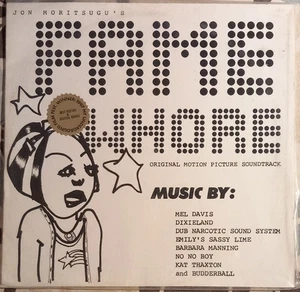 JON MORITSUGU'S
FAME
WHORE
ORIGINAL MOTION PICTURE SOUNDTRACK
MUSIC BY:
MEL DAVIS
DIXIELAND
DUB NARCOTIC SOUND SYSTEM
EMILY'S SASSY LIME
BARBARA MANNING
NO NO BOY
KAT THAXTON
and BUDDERBALL